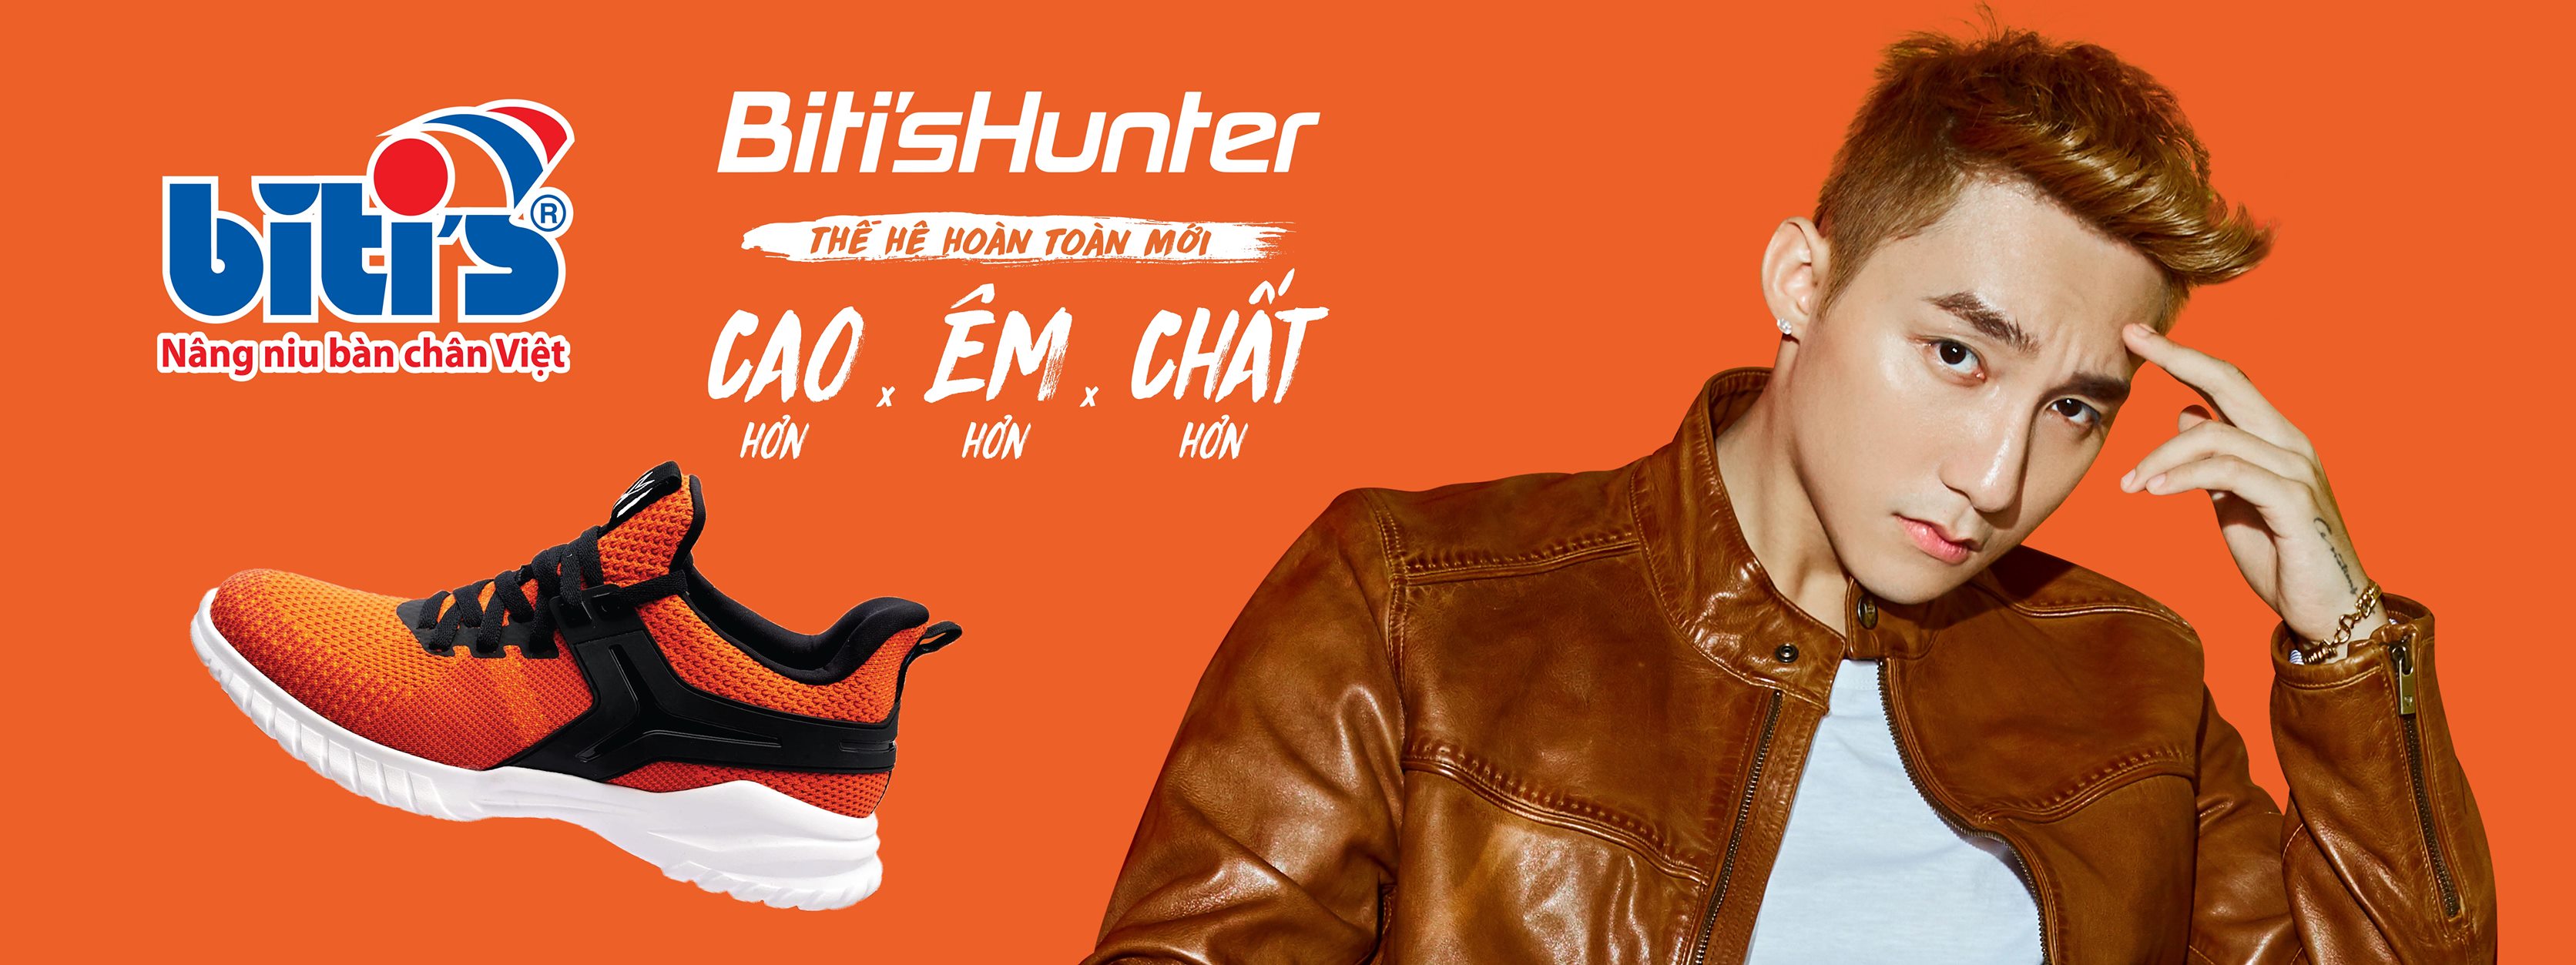 biti's®
Nâng niu bàn chân Việt
Biti'sHunter
THẾ HỆ HOÀN TOÀN MỚI
CAO x ÊM x CHẤT
HƠN HƠN HƠN